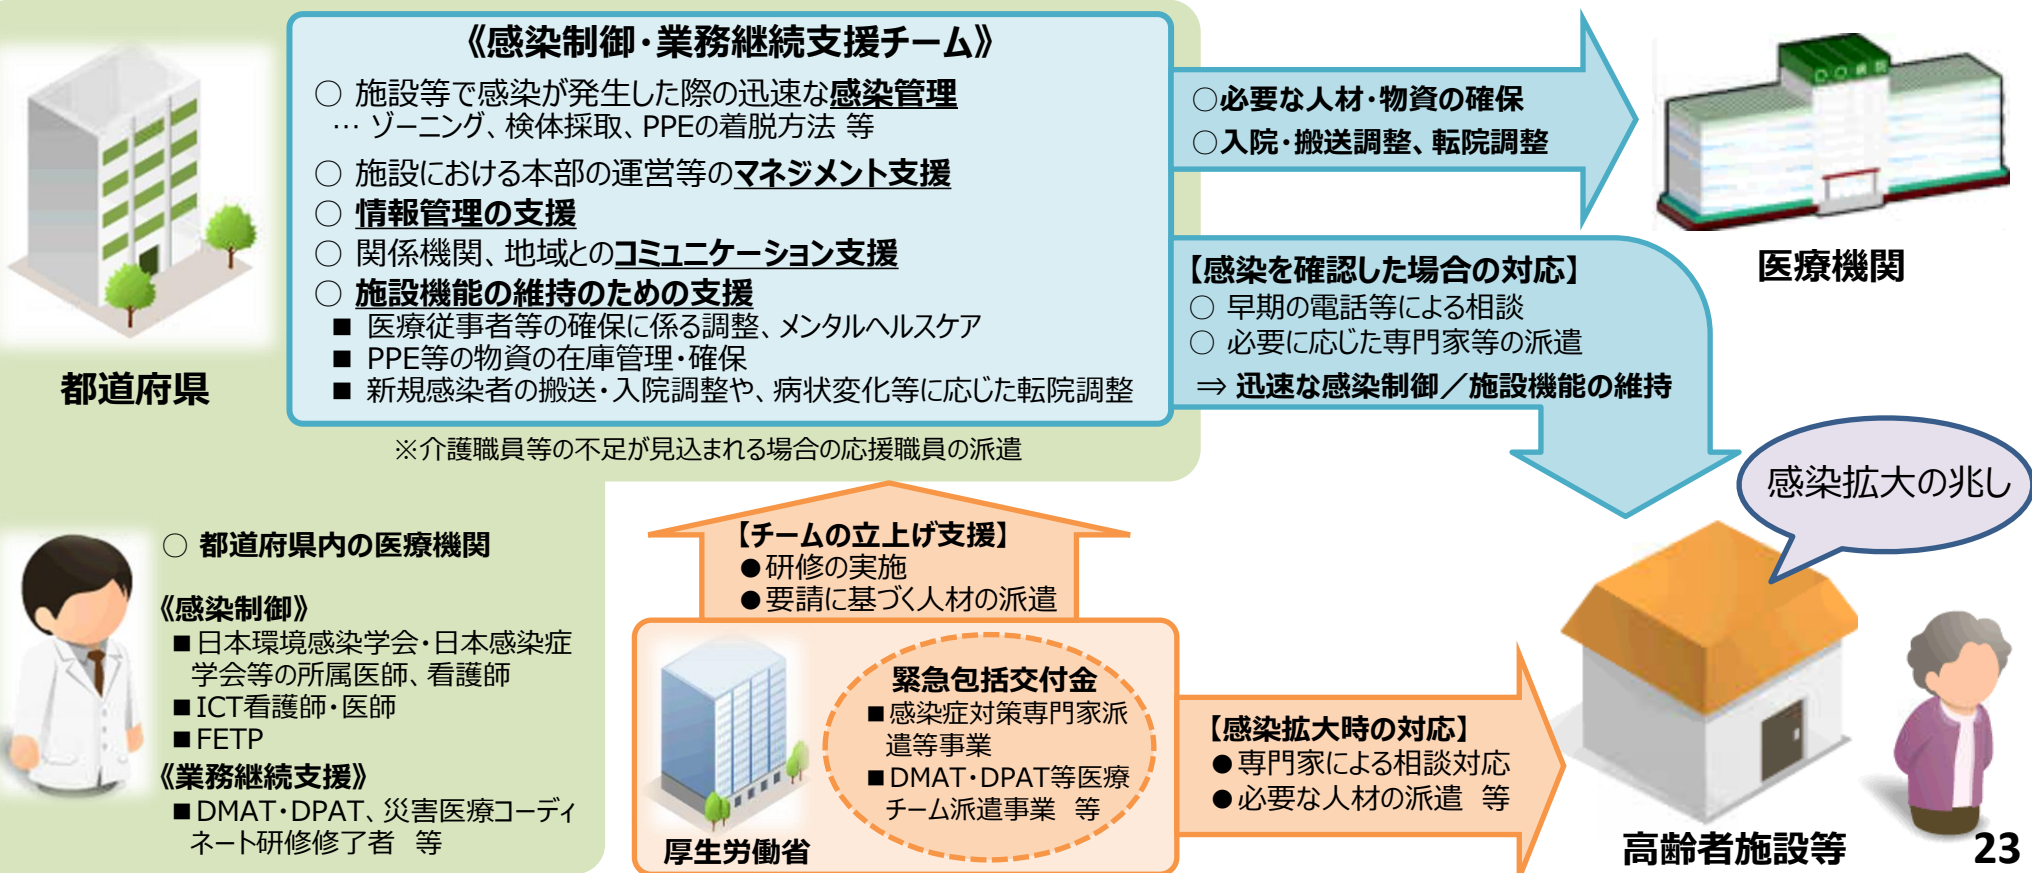 《感染制御・業務継続支援チーム》
○ 施設等で感染が発生した際の迅速な感染管理
… ゾーニング、検体採取、PPEの着脱方法 等
○ 施設における本部の運営等のマネジメント支援
○ 情報管理の支援
○ 関係機関、地域とのコミュニケーション支援
○ 施設機能の維持のための支援
■ 医療従事者等の確保に係る調整、メンタルヘルスケア
■ PPE等の物資の在庫管理・確保
■ 新規感染者の搬送・入院調整や、病状変化等に応じた転院調整
※介護職員等の不足が見込まれる場合の応援職員の派遣
都道府県
○必要な人材・物資の確保
○入院・搬送調整、転院調整
○○病院
医療機関
【感染を確認した場合の対応】
○ 早期の電話等による相談
○ 必要に応じた専門家等の派遣
⇒ 迅速な感染制御／施設機能の維持
感染拡大の兆し
○ 都道府県内の医療機関
《感染制御》
■日本環境感染学会・日本感染症
学会等の所属医師、看護師
■ICT看護師・医師
■FETP
《業務継続支援》
■DMAT・DPAT、災害医療コーディ
ネート研修修了者 等
【チームの立上げ支援】
●研修の実施
●要請に基づく人材の派遣
緊急包括交付金
■感染症対策専門家派
遣等事業
■DMAT・DPAT等医療
チーム派遣事業 等
厚生労働省
【感染拡大時の対応】
●専門家による相談対応
●必要な人材の派遣 等
高齢者施設等
23